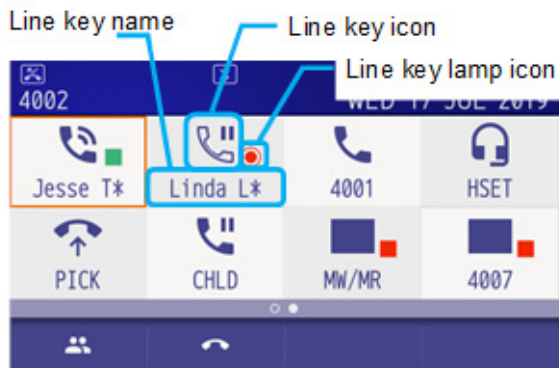 Line key name
Line key icon
Line key lamp icon
4002
WED 17 JUL 2019
Jesse T*
Linda L*
4001
HSET
PICK
CHLD
MW/MR
4007